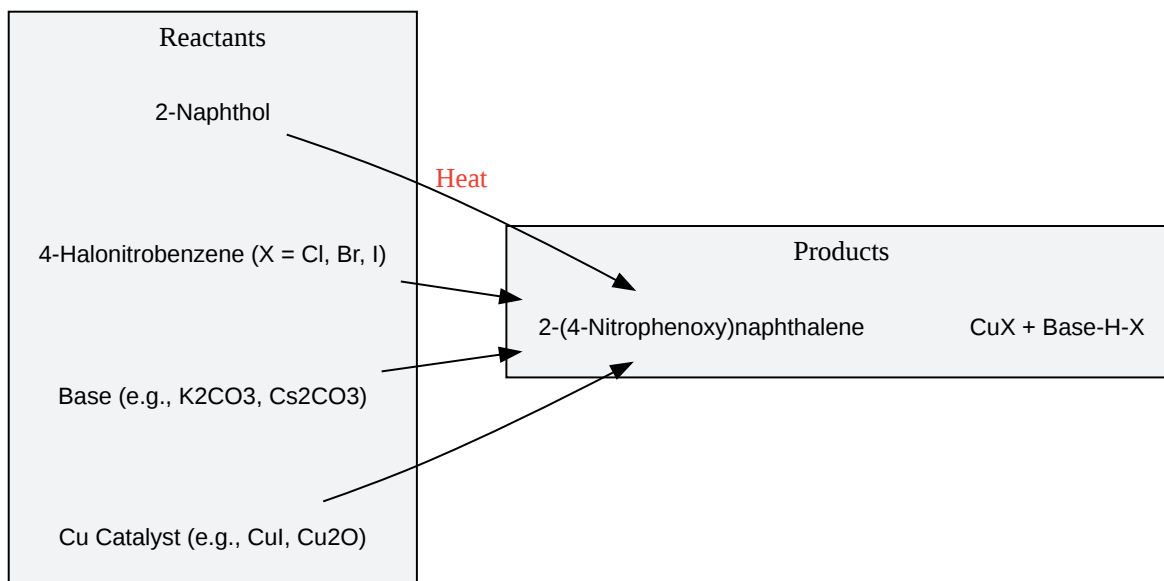 Reactants
2-Naphthol
Heat
4-Halonitrobenzene (X = Cl, Br, I)
Products
2-(4-Nitrophenoxy)naphthalene
CuX + Base-H-X
Base (e.g., K2CO3, Cs2CO3)
Cu Catalyst (e.g., CuI, Cu2O)